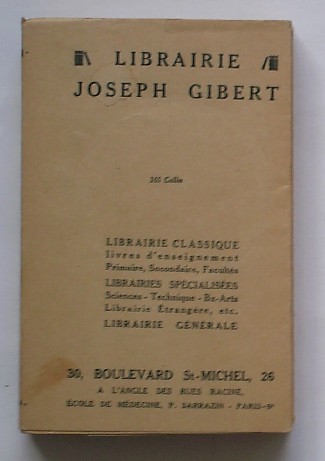 LIBRAIRIE
JOSEPH GIBERT
LIBRAIRIE CLASSIQUE
livres d'enseignement
Primaire, Secondaire, Facultés
LIBRAIRIES SPÉCIALISÉES
Sciences - Technique - Bx-Arts
Librairie Étrangère, etc.
LIBRAIRIE GÉNÉRALE
30, BOULEVARD St-MICHEL, 26
A L'ANGLE DES RUES RACINE,
ÉCOLE DE MÉDECINE, P. SARRAZIN - PARIS-6e